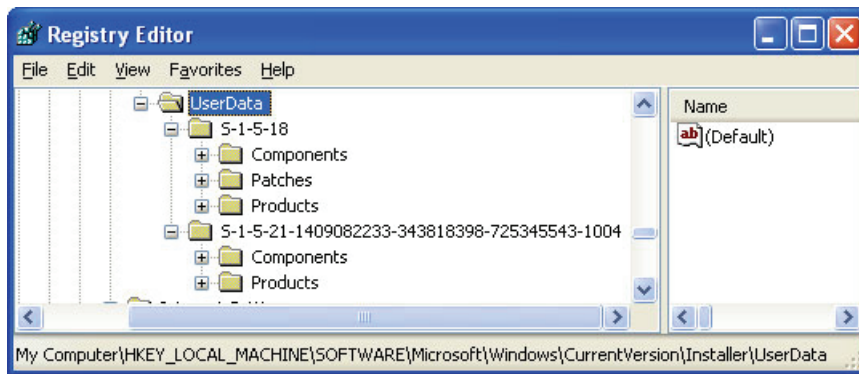 Registry Editor
File Edit View Favorites Help
UserData
S-1-5-18
Components
Patches
Products
S-1-5-21-1409082233-343818398-725345543-1004
Components
Products
Name
ab (Default)
My Computer\HKEY_LOCAL_MACHINE\SOFTWARE\Microsoft\Windows\CurrentVersion\Installer\UserData